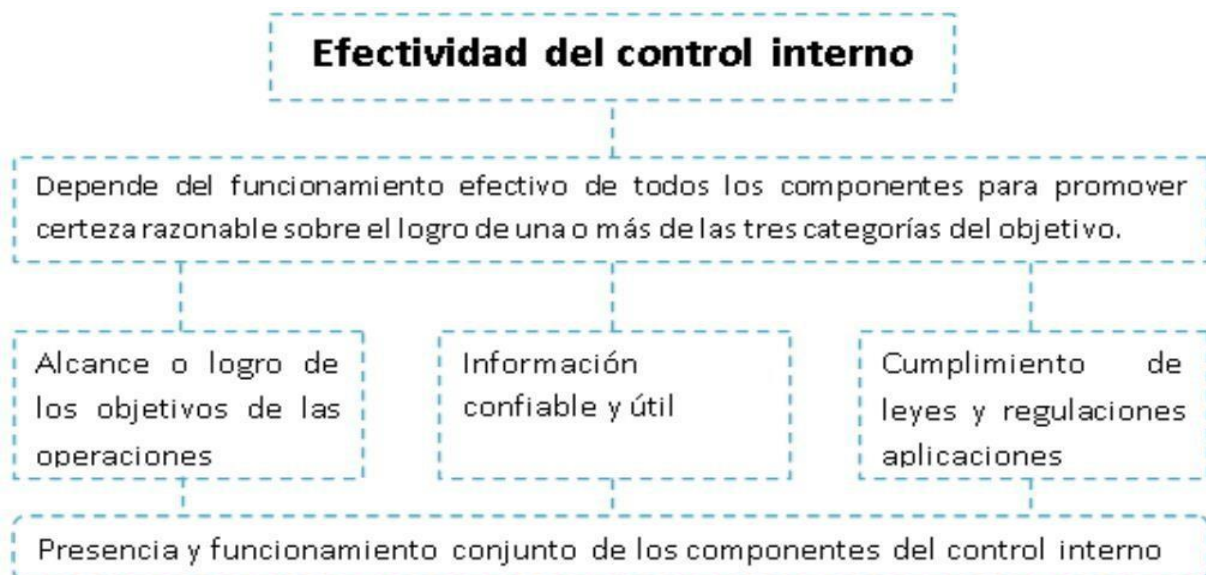 Efectividad del control interno
Depende del funcionamiento efectivo de todos los componentes para promover
certeza razonable sobre el logro de una o más de las tres categorías del objetivo.
Alcance o logro de
los objetivos de las
operaciones
Información
confiable y útil
Cumplimiento de
leyes y regulaciones
aplicaciones
Presencia y funcionamiento conjunto de los componentes del control interno